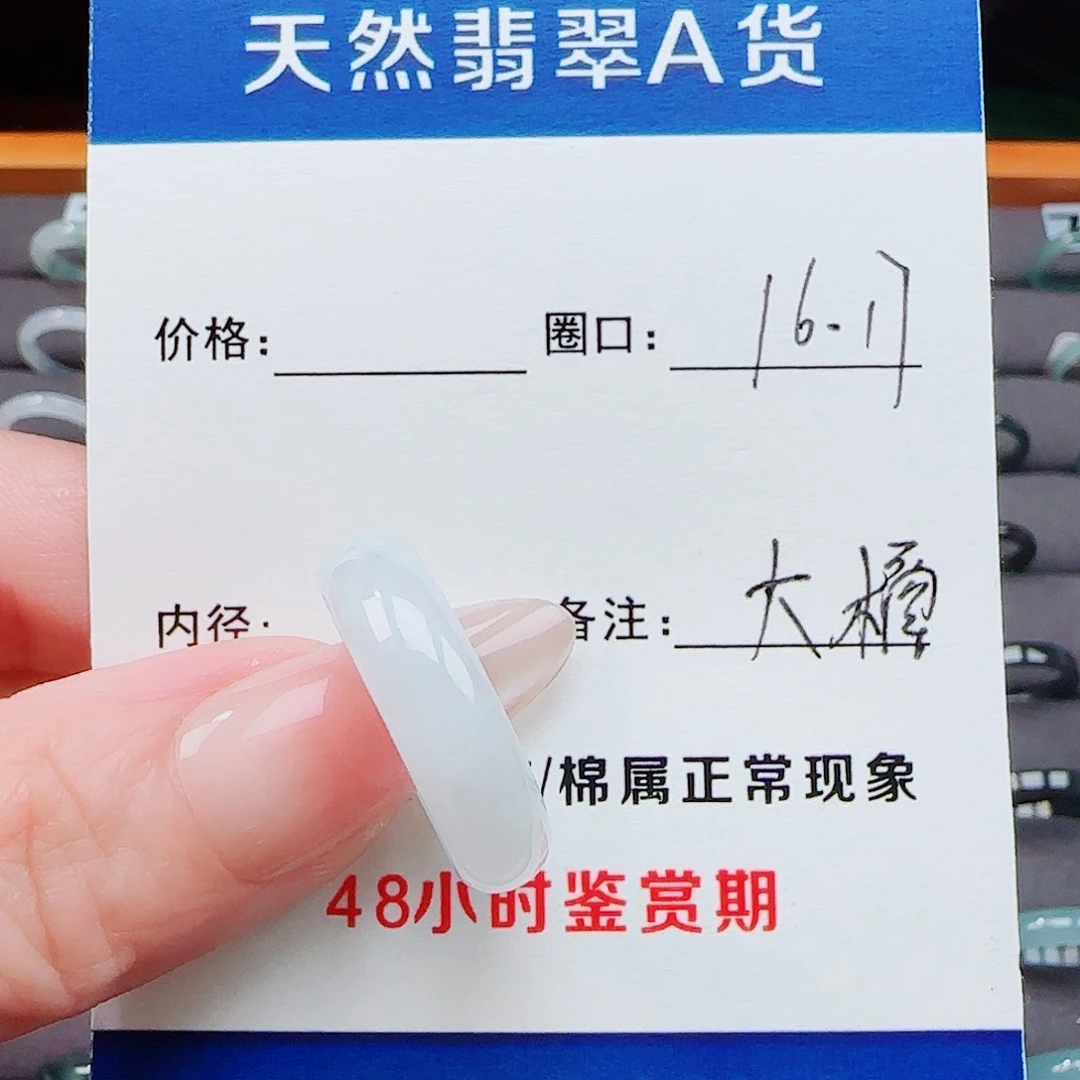 天然翡翠A货
价格: 圈口: 16.17
内径: 备注: 大
/棉属正常现象
48小时鉴赏期